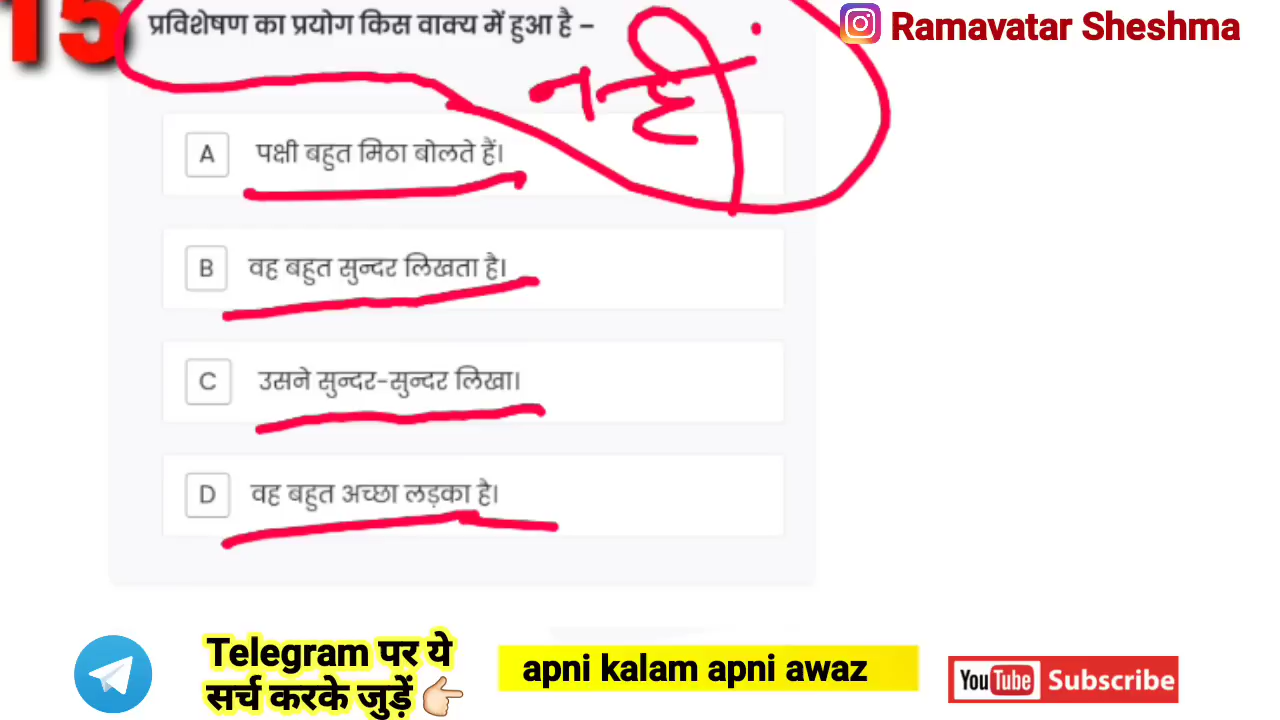 15
प्रविशेषण का प्रयोग किस वाक्य में हुआ है –
नहीं
Ramavatar Sheshma
A पक्षी बहुत मिठा बोलते हैं।
B वह बहुत सुन्दर लिखता है।
C उसने सुन्दर-सुन्दर लिखा।
D वह बहुत अच्छा लड़का है।
Telegram पर ये
सर्च करके जुड़ें
apni kalam apni awaz
YouTube Subscribe